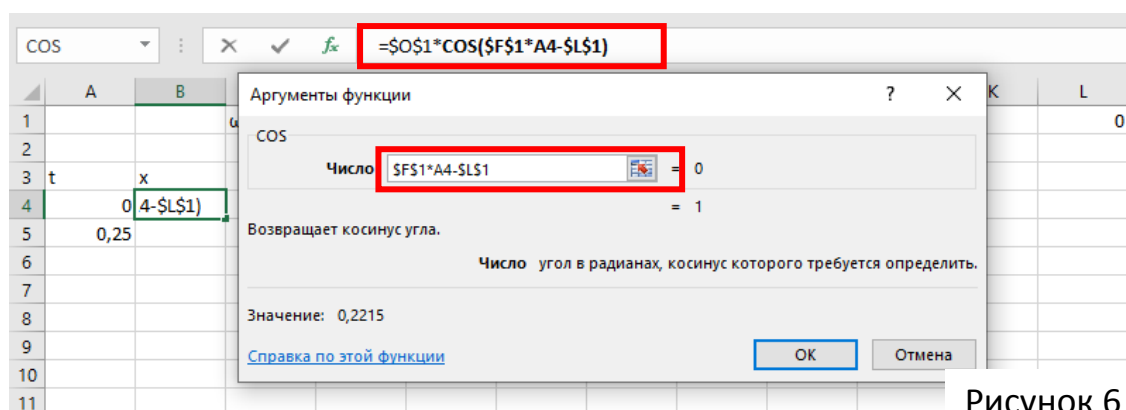 COS fx =$O$1*COS($F$1*A4-$L$1)
A B K L
Аргументы функции ? ×
1 0
COS
2
Число $F$1*A4-$L$1 = 0
3 t x
4 0 4-$L$1) = 1
5 0,25 Возвращает косинус угла.
6 Число угол в радианах, косинус которого требуется определить.
7
8 Значение: 0,2215
9 Справка по этой функции ОК Отмена
10
11 Рисунок 6